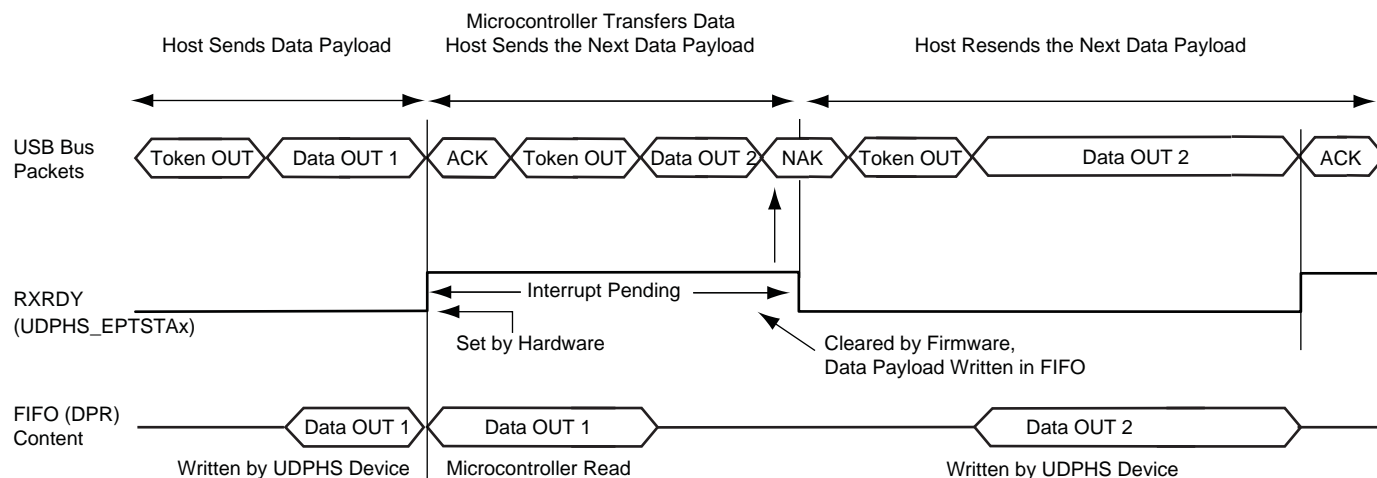 Host Sends Data Payload
Microcontroller Transfers Data
Host Sends the Next Data Payload
Host Resends the Next Data Payload
USB Bus
Packets
Token OUT
Data OUT 1
ACK
Token OUT
Data OUT 2
NAK
Token OUT
Data OUT 2
ACK
RXRDY
(UDPHS_EPTSTAx)
Interrupt Pending
Set by Hardware
Cleared by Firmware,
Data Payload Written in FIFO
FIFO (DPR)
Content
Data OUT 1
Data OUT 1
Data OUT 2
Written by UDPHS Device
Microcontroller Read
Written by UDPHS Device